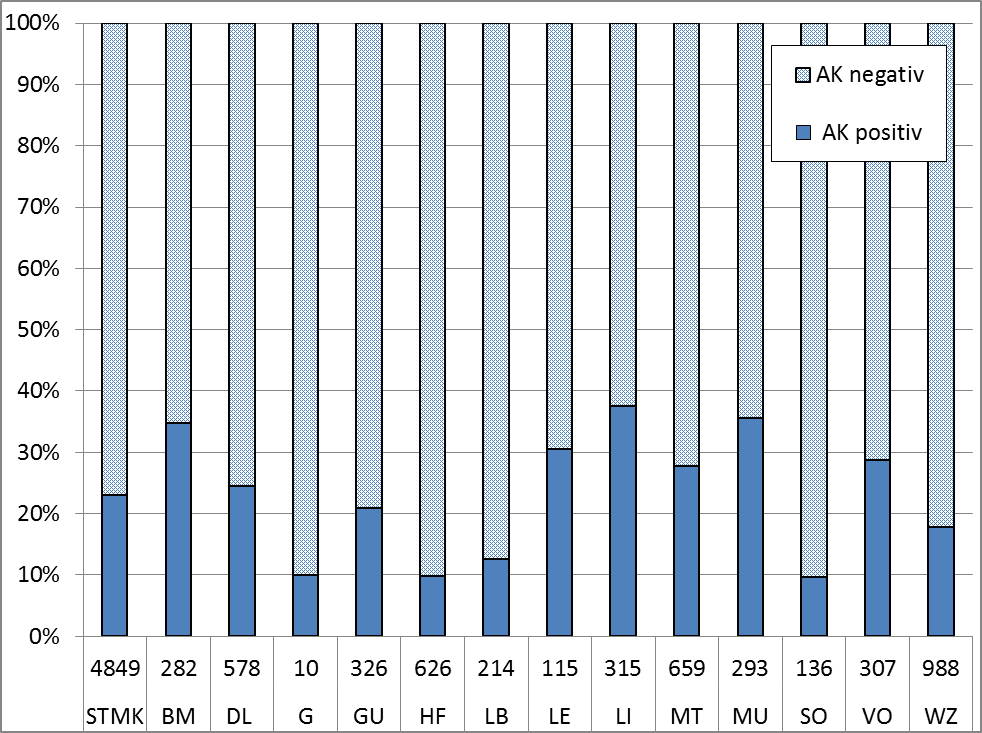 100%
90%
80%
70%
60%
50%
40%
30%
20%
10%
0%
AK negativ
AK positiv
4849 282 578 10 326 626 214 115 315 659 293 136 307 988
STMK BM DL G GU HF LB LE LI MT MU SO VO WZ